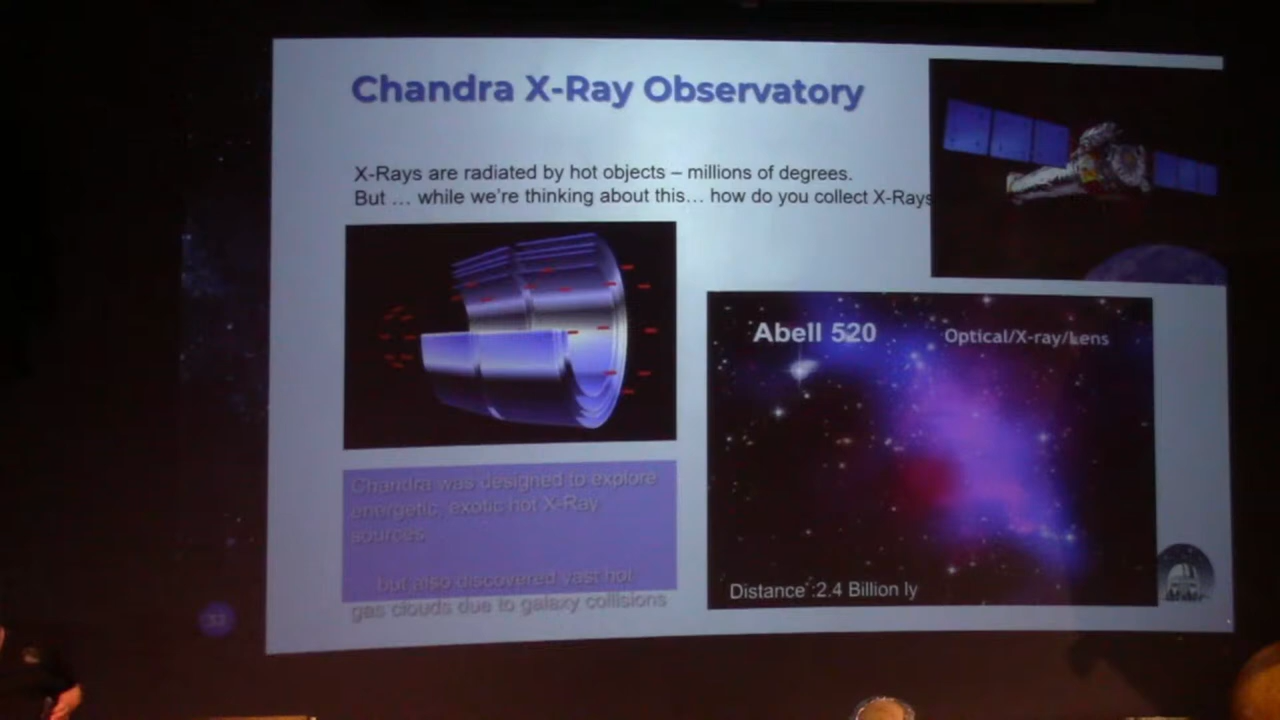 Chandra X-Ray Observatory
X-Rays are radiated by hot objects – millions of degrees.
But … while we're thinking about this… how do you collect X-Rays
Abell 520
Optical/X-ray/Lens
Chandra was designed to explore
energetic, exotic hot X-Ray
sources
but also discovered vast hot
gas clouds due to galaxy collisions
Distance :2.4 Billion ly